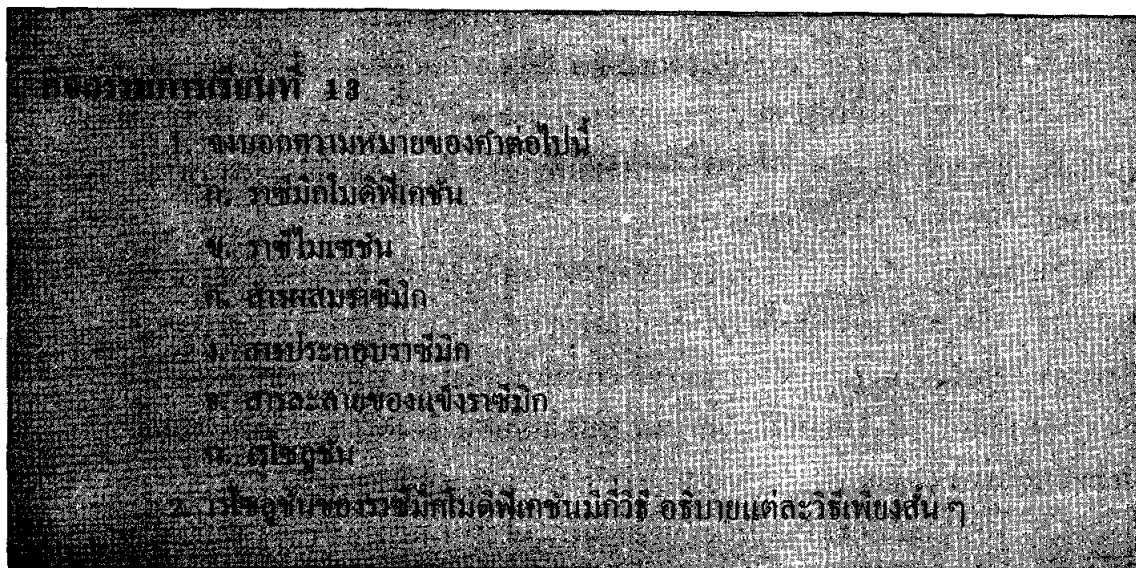 กิจกรรมการเรียนที่ 13
1. จงบอกความหมายของคำต่อไปนี้
ก. ราซีมิกโมดิฟิเกชัน
ข. ราซีไมเซชัน
ค. สารผสมราซีมิก
ง. สารประกอบราซีมิก
จ. สารละลายของแข็งราซีมิก
ฉ. เรโซลูชัน
2. เรโซลูชันของราซีมิกโมดิฟิเกชันมีกี่วิธี อธิบายแต่ละวิธีเพียงสั้น ๆ